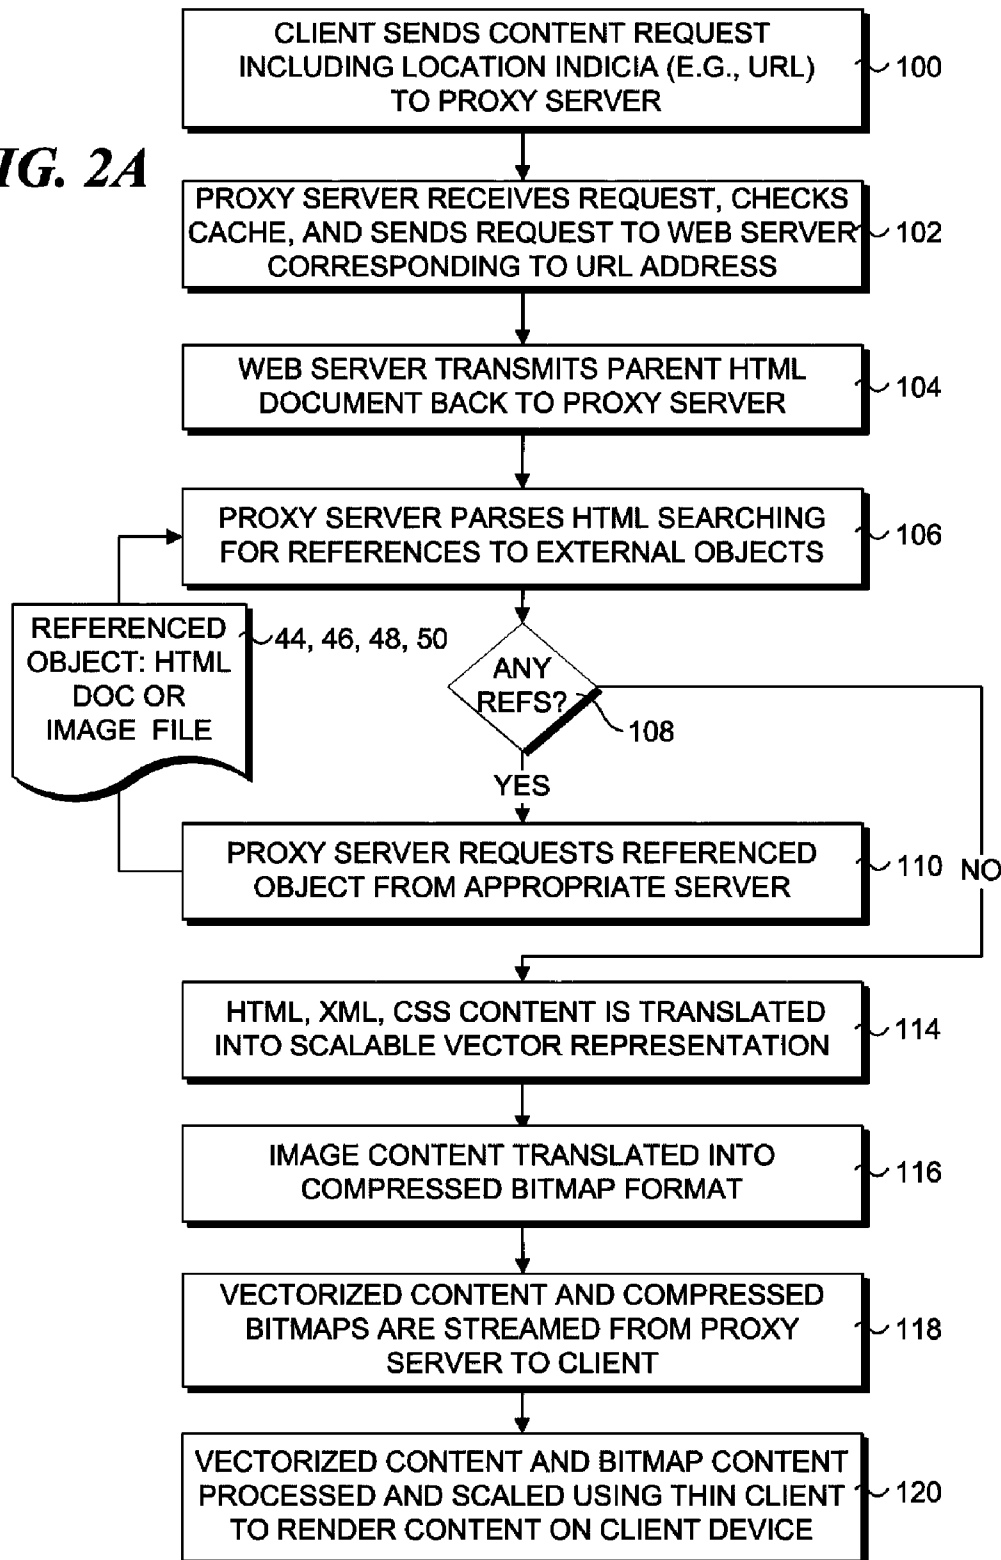 CLIENT SENDS CONTENT REQUEST
INCLUDING LOCATION INDICIA (E.G., URL)
TO PROXY SERVER
100
IG. 2A
PROXY SERVER RECEIVES REQUEST, CHECKS
CACHE, AND SENDS REQUEST TO WEB SERVER
CORRESPONDING TO URL ADDRESS
102
WEB SERVER TRANSMITS PARENT HTML
DOCUMENT BACK TO PROXY SERVER
104
PROXY SERVER PARSES HTML SEARCHING
FOR REFERENCES TO EXTERNAL OBJECTS
106
REFERENCED
OBJECT: HTML
DOC OR
IMAGE FILE
44, 46, 48, 50
ANY
REFS?
108
YES
PROXY SERVER REQUESTS REFERENCED
OBJECT FROM APPROPRIATE SERVER
110
NO
HTML, XML, CSS CONTENT IS TRANSLATED
INTO SCALABLE VECTOR REPRESENTATION
114
IMAGE CONTENT TRANSLATED INTO
COMPRESSED BITMAP FORMAT
116
VECTORIZED CONTENT AND COMPRESSED
BITMAPS ARE STREAMED FROM PROXY
SERVER TO CLIENT
118
VECTORIZED CONTENT AND BITMAP CONTENT
PROCESSED AND SCALED USING THIN CLIENT
TO RENDER CONTENT ON CLIENT DEVICE
120